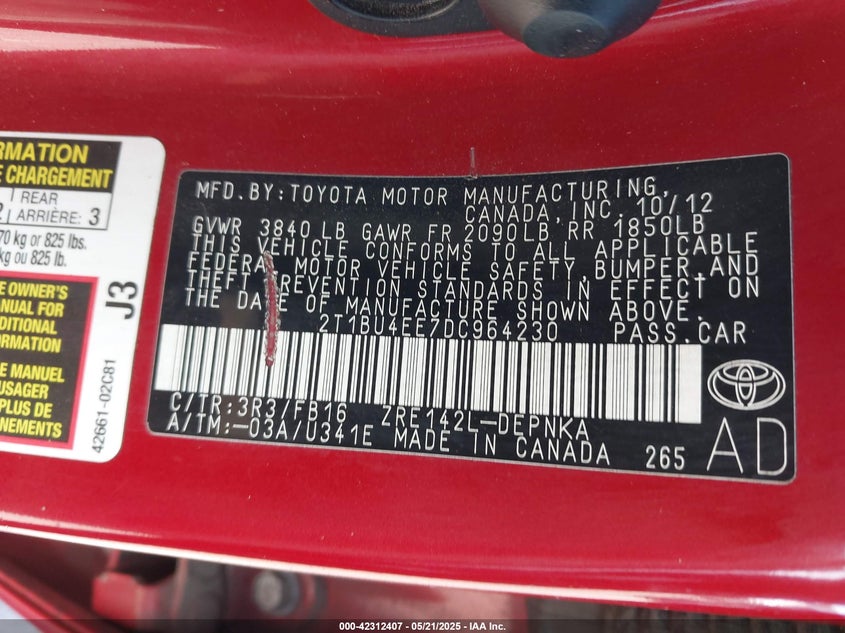 RMATION
E CHARGEMENT
REAR
ARRIÈRE: 3
70 kg or 825 lbs.
kg ou 825 lb.
E OWNER'S
ANUAL FOR
DITIONAL
FORMATION
E MANUEL
USAGER
PLUS DE
SEIGNEMENTS
J3
42661-02C81
MFD.BY:TOYOTA MOTOR MANUFACTURING,
CANADA,INC. 10/12
GVWR 3840LB GAWR FR 2090LB,RR 1850LB
THIS VEHICLE CONFORMS TO ALL APPLICABLE
FEDERAL MOTOR VEHICLE SAFETY,BUMPER,AND
THEFT PREVENTION STANDARDS IN EFFECT ON
THE DATE OF MANUFACTURE SHOWN ABOVE.
2T1BU4EE7DC964230 PASS.CAR
C/TR:3R3/FB16 ZRE142L-DEPNKA
A/TM:-03A/U341E MADE IN CANADA 265
AD
000-42312407 - 05/21/2025 - IAA Inc.